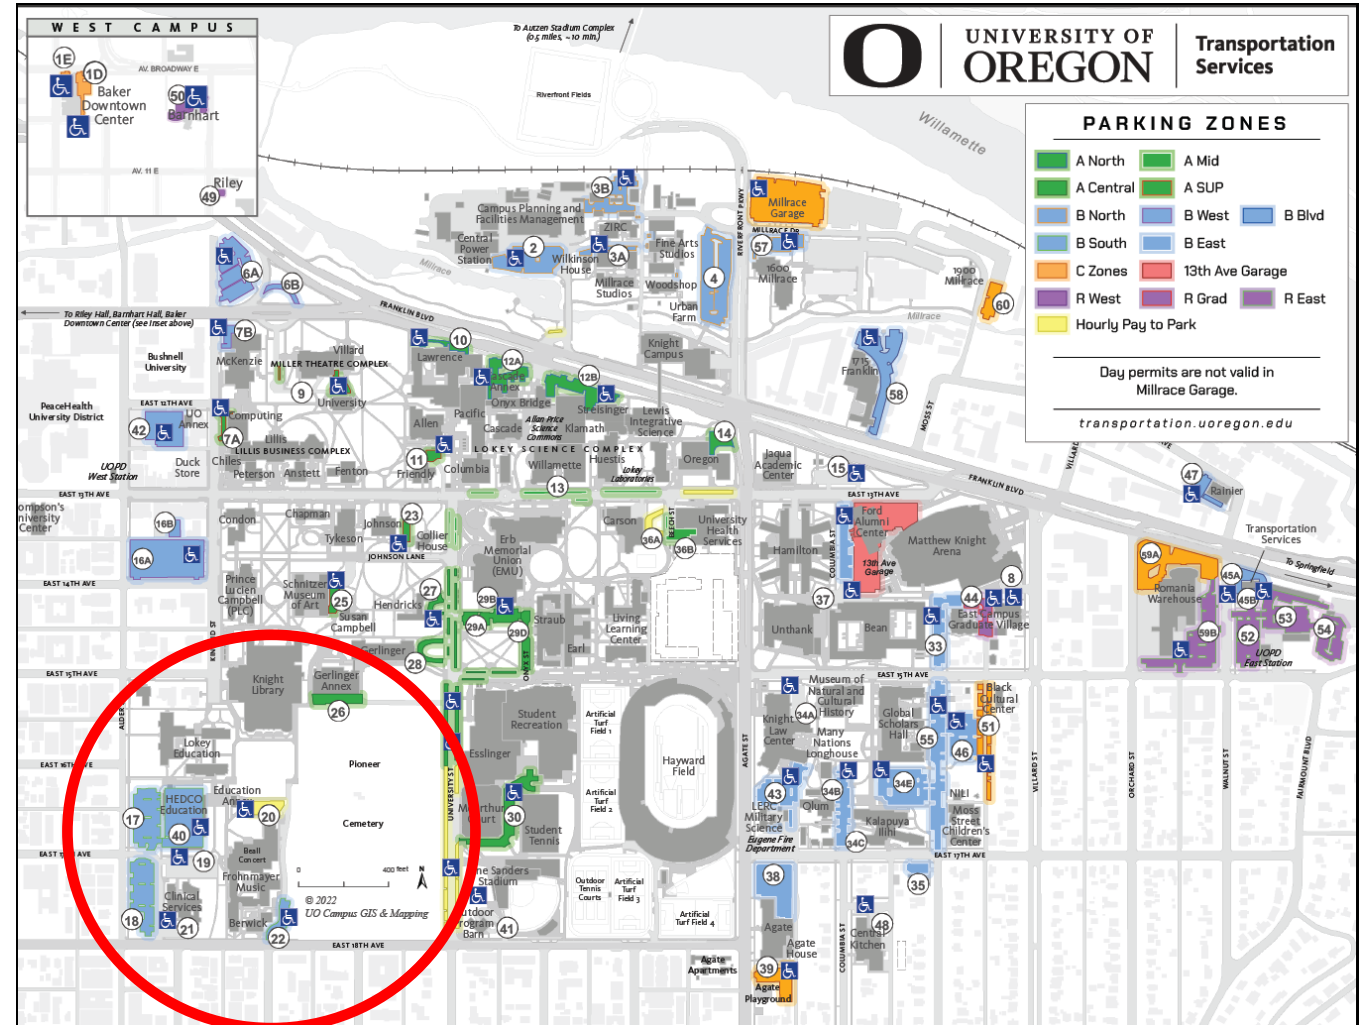 WEST CAMPUS
1E
1D
AV. BROADWAY E
Baker
Downtown
Center
50
Barnhart
AV. 11 E
Riley
49
To Autzen Stadium Complex
(0.5 miles, ~10 min.)
Riverfront Fields
Willamette
UNIVERSITY OF
OREGON
Transportation
Services
PARKING ZONES
A North
A Mid
A Central
A SUP
B North
B West
B Blvd
B South
B East
C Zones
13th Ave Garage
R West
R Grad
R East
Hourly Pay to Park
Day permits are not valid in
Millrace Garage.
transportation.uoregon.edu
3B
Campus Planning and
Facilities Management
ZIRC
Central
Power
Station
2
Wilkinson
House
3A
Fine Arts
Studios
Millrace
Millrace
Studios
Woodshop
Urban
Farm
4
RIVERFRONT PKWY
Millrace
Garage
MILLRACE DR
57
1600
Millrace
1900
Millrace
60
Millrace
6A
6B
FRANKLIN BLVD
To Riley Hall, Barnhart Hall, Baker
Downtown Center (see inset above)
7B
McKenzie
Villard
MILLER THEATRE COMPLEX
9
University
10
Lawrence
12A
Cascade
Annex
Onyx Bridge
12B
Streisinger
Knight
Campus
1715
Franklin
58
MOSS ST
Bushnell
University
PeaceHealth
University District
EAST 12TH AVE
42
UO
Annex
7A
Computing
Lillis
LILLIS BUSINESS COMPLEX
Chiles
Peterson
Anstett
Fenton
Duck
Store
UOPD
West Station
Allen
11
Friendly
Pacific
Cascade
Allan Price
Science
Commons
Klamath
Lewis
Integrative
Science
LOKEY SCIENCE COMPLEX
Columbia
Willamette
Huestis
Lokey
Laboratories
14
Oregon
Jaqua
Academic
Center
15
FRANKLIN BLVD
VILLARD
AVE
47
Rainier
EAST 13TH AVE
13
EAST 13TH AVE
16B
16A
Condon
Chapman
Tykeson
Johnson
23
Collier
House
JOHNSON LANE
Erb
Memorial
Union
(EMU)
Carson
36A
BEECH ST
36B
University
Health
Services
Hamilton
COLUMBIA ST
Ford
Alumni
Center
13th Ave
Garage
Matthew Knight
Arena
Transportation
Services
To Springfield
59A
Romania
Warehouse
45A
45B
59B
52
53
54
UOPD
East Station
EAST 14TH AVE
Prince
Lucien
Campbell
(PLC)
Schnitzer
Museum
of Art
25
Susan
Campbell
Hendricks
27
Gerlinger
28
29B
29A
29D
ONYX ST
Straub
Earl
Living
Learning
Center
37
Unthank
Bean
33
44
8
East Campus
Graduate Village
EAST 15TH AVE
EAST 15TH AVE
Knight
Library
Gerlinger
Annex
26
ALDER
Lokey
Education
Pioneer
Cemetery
EAST 16TH AVE
17
HEDCO
Education
40
19
Education
20
Beall
Concert
Frohnmayer
Music
18
Clinical
Services
21
Berwick
22
0
400 feet
N
© 2022
UO Campus GIS & Mapping
EAST 18TH AVE
Student
Recreation
Esslinger
UNIVERSITY ST
30
Student
Tennis
Stadium
Barn
41
Artificial
Turf
Field 1
Artificial
Turf
Field 2
Outdoor
Tennis
Courts
Artificial
Turf
Field 3
Artificial
Turf Field 4
Hayward
Field
AGATE ST
Museum of
Natural and
Cultural
History
34A
Knight
Law
Center
Many
Nations
Longhouse
Global
Scholars
Hall
55
46
Black
Cultural
Center
51
43
LERC
Military
Science
Eugene Fire
Department
34B
Olum
34E
Kalapuya
Ilihi
34C
NILI
Moss
Street
Children's
Center
EAST 17TH AVE
35
38
Agate
Agate
House
39
Agate
Playground
Agate
Apartments
48
Central
Kitchen
COLUMBIA ST
VILLARD ST
ORCHARD ST
WALNUT ST
FAIRMOUNT BLVD